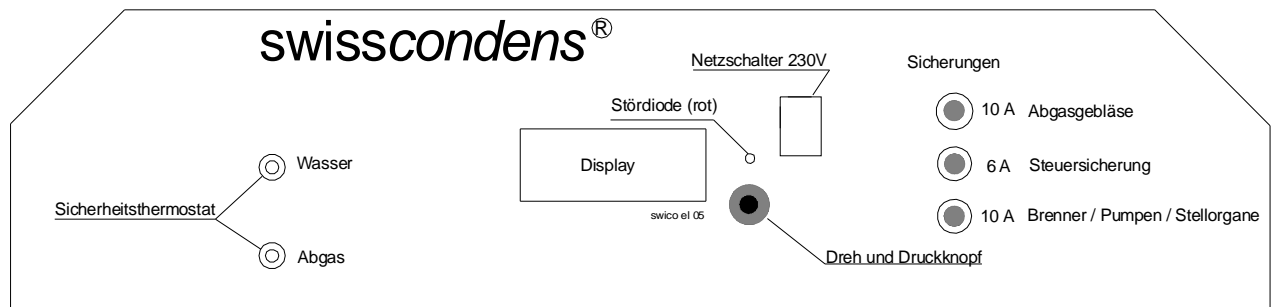 swisscondens®
Netzschalter 230V
Sicherungen
Stördiode (rot)
10 A Abgasgebläse
Wasser
Display
6 A Steuersicherung
Sicherheitsthermostat
swico el 05
10 A Brenner / Pumpen / Stellorgane
Abgas
Dreh und Druckknopf